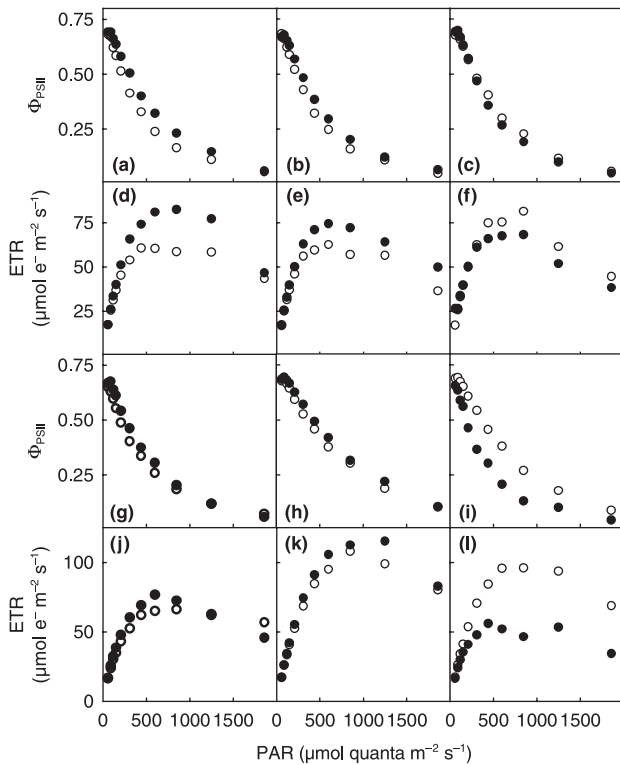 0.75
0.50
0.25
ΦPSII
(a)
(b)
(c)
75
50
25
ETR
(µmol e⁻ m⁻² s⁻¹)
(d)
(e)
(f)
0.75
0.50
0.25
ΦPSII
(g)
(h)
(i)
100
50
0
ETR
(µmol e⁻ m⁻² s⁻¹)
(j)
(k)
(l)
0 500 1000 1500 0 500 1000 1500 0 500 1000 1500
PAR (µmol quanta m⁻² s⁻¹)